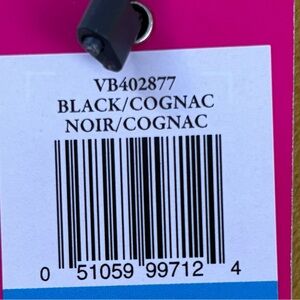 VB402877
BLACK/COGNAC
NOIR/COGNAC
0 51059 99712 4